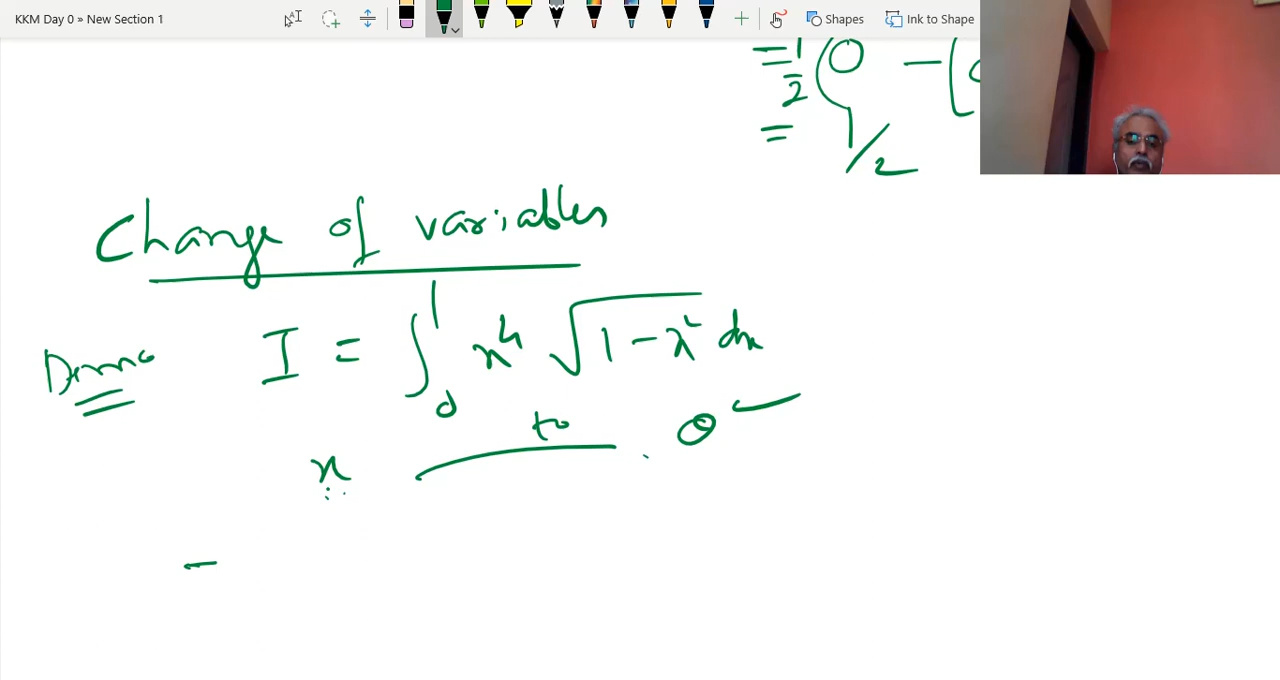 KKM Day 0 » New Section 1
Shapes
Ink to Shape
= 1/2 (0 - (
= 1/2
Change of variables
Demo I = ∫₀¹ x⁴ √(1-x²) dx
x to θ